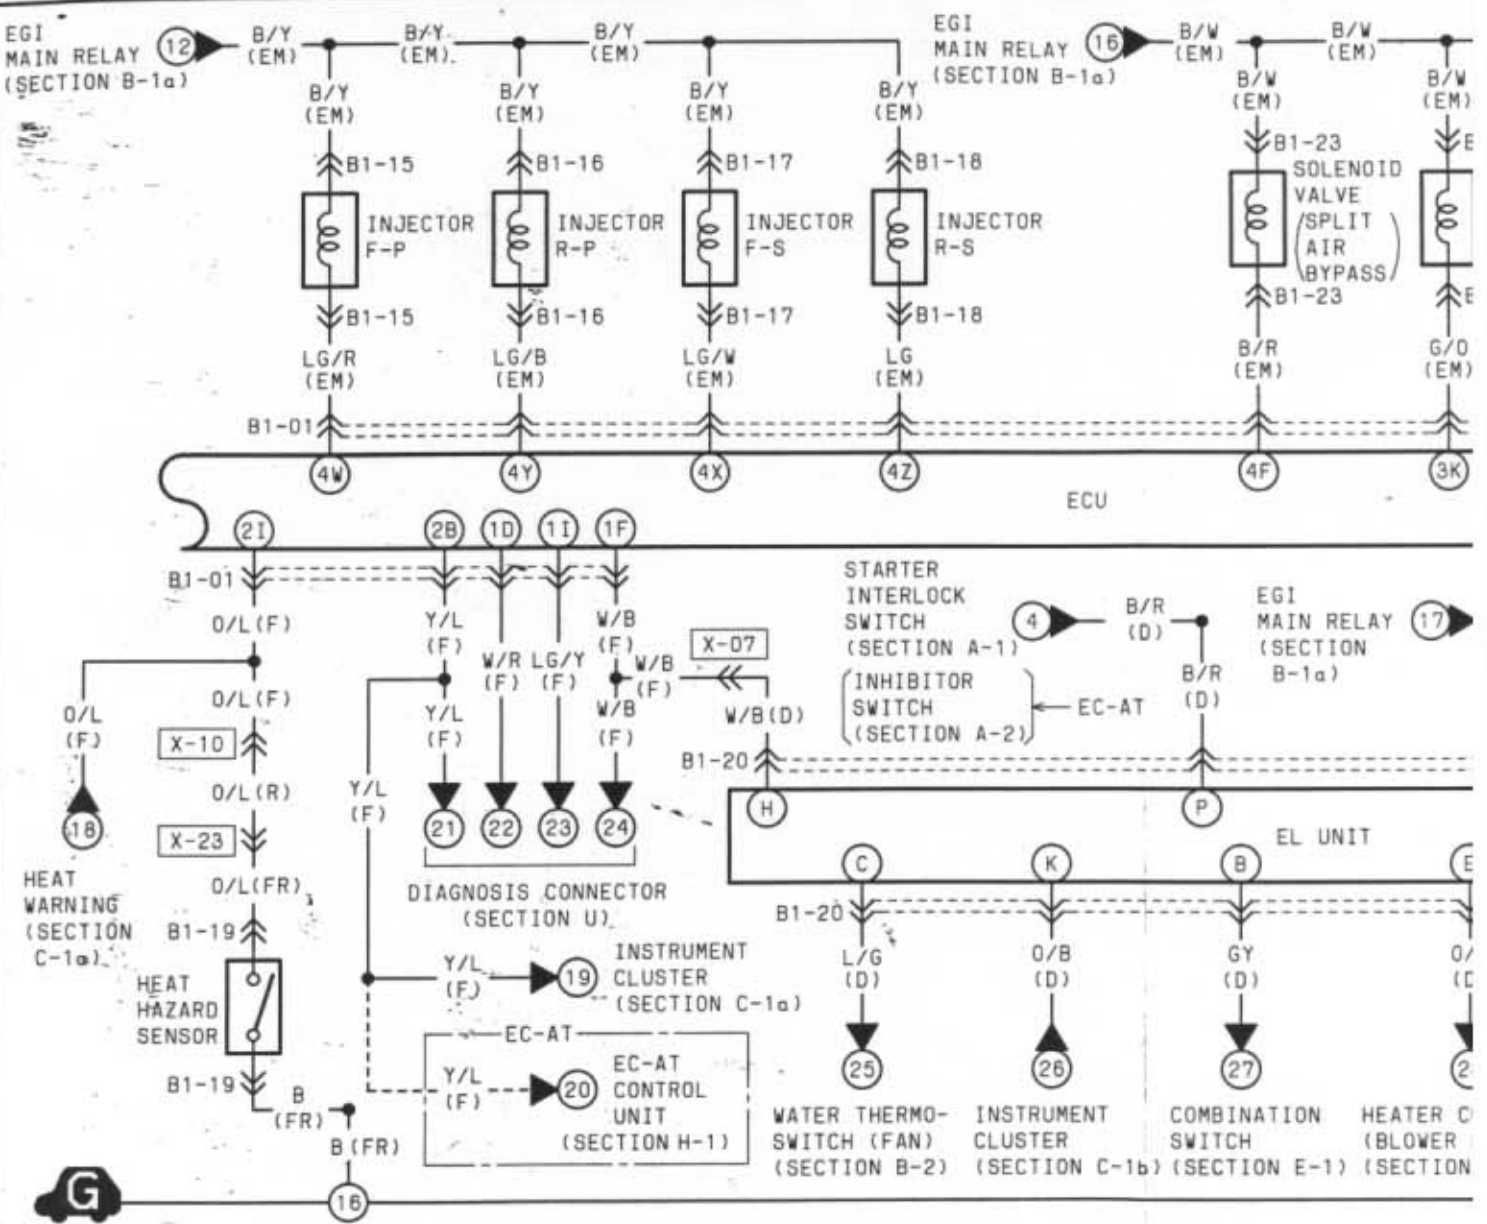 EGI
MAIN RELAY
(SECTION B-1a)
12
B/Y
(EM)
B/Y
(EM)
B/Y
(EM)
EGI
MAIN RELAY
(SECTION B-1a)
16
B/W
(EM)
B/W
(EM)
B/Y
(EM)
B/Y
(EM)
B/Y
(EM)
B/Y
(EM)
B/W
(EM)
B/W
(EM)
B1-15
B1-16
B1-17
B1-18
B1-23
INJECTOR
F-P
INJECTOR
R-P
INJECTOR
F-S
INJECTOR
R-S
SOLENOID
VALVE
(SPLIT
AIR
BYPASS)
B1-15
B1-16
B1-17
B1-18
B1-23
LG/R
(EM)
LG/B
(EM)
LG/W
(EM)
LG
(EM)
B/R
(EM)
G/O
(EM)
B1-01
4W
4Y
4X
4Z
4F
3K
ECU
2I
2B
1D
1I
1F
B1-01
O/L(F)
Y/L
(F)
W/R
(F)
LG/Y
(F)
W/B
(F)
W/B
(F)
X-07
STARTER
INTERLOCK
SWITCH
(SECTION A-1)
4
B/R
(D)
EGI
MAIN RELAY
(SECTION
B-1a)
17
O/L
(F)
O/L(F)
X-10
Y/L
(F)
W/B
(F)
W/B(D)
(INHIBITOR
SWITCH
(SECTION A-2))
EC-AT
B/R
(D)
O/L(R)
Y/L
(F)
B1-20
18
X-23
21
22
23
24
H
P
EL UNIT
C
K
B
E
HEAT
WARNING
(SECTION
C-1a)
O/L(FR)
DIAGNOSIS CONNECTOR
(SECTION U)
B1-19
B1-20
HEAT
HAZARD
SENSOR
Y/L
(F)
19
INSTRUMENT
CLUSTER
(SECTION C-1a)
L/G
(D)
O/B
(D)
GY
(D)
EC-AT
Y/L
(F)
20
EC-AT
CONTROL
UNIT
(SECTION H-1)
25
26
27
B1-19
B
(FR)
B(FR)
WATER THERMO-
SWITCH (FAN)
(SECTION B-2)
INSTRUMENT
CLUSTER
(SECTION C-1b)
COMBINATION
SWITCH
(SECTION E-1)
HEATER
(BLOWER
(SECTION
G
16